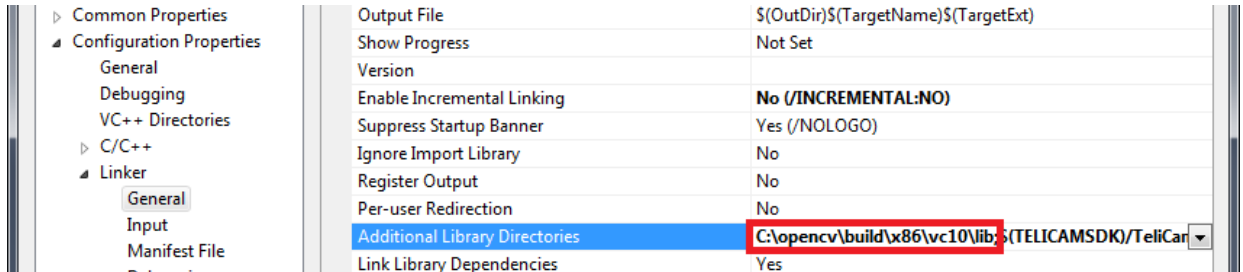 Common Properties
Configuration Properties
General
Debugging
VC++ Directories
C/C++
Linker
General
Input
Manifest File
Output File $(OutDir)$(TargetName)$(TargetExt)
Show Progress Not Set
Version
Enable Incremental Linking No (/INCREMENTAL:NO)
Suppress Startup Banner Yes (/NOLOGO)
Ignore Import Library No
Register Output No
Per-user Redirection No
Additional Library Directories C:\opencv\build\x86\vc10\lib;$(TELICAMSDK)/TeliCam
Link Library Dependencies Yes